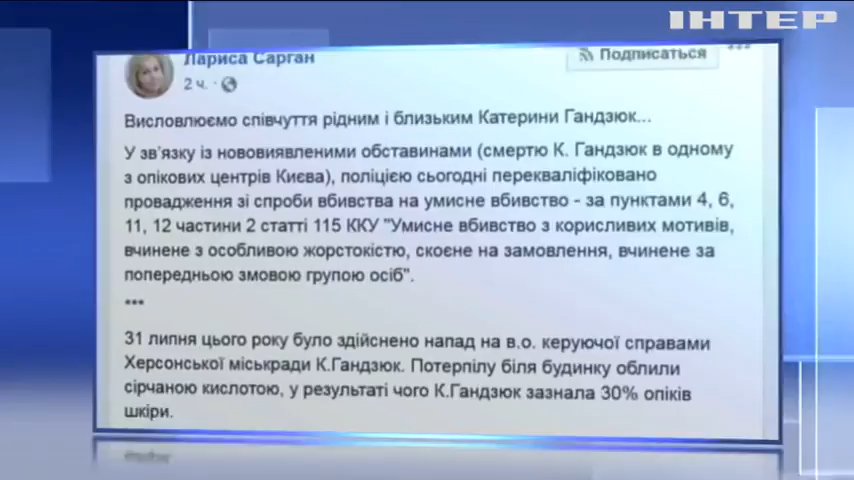 ІНТЕР
Лариса Сарган
Подписаться
2 ч.
Висловлюємо співчуття рідним і близьким Катерини Гандзюк...
У зв'язку із нововиявленими обставинами (смертю К. Гандзюк в одному
з опікових центрів Києва), поліцією сьогодні перекваліфіковано
провадження зі спроби вбивства на умисне вбивство - за пунктами 4, 6,
11, 12 частини 2 статті 115 ККУ "Умисне вбивство з корисливих мотивів,
вчинене з особливою жорстокістю, скоєне на замовлення, вчинене за
попередньою змовою групою осіб".
***
31 липня цього року було здійснено напад на в.о. керуючої справами
Херсонської міськради К.Гандзюк. Потерпілу біля будинку облили
сірчаною кислотою, у результаті чого К.Гандзюк зазнала 30% опіків
шкіри.